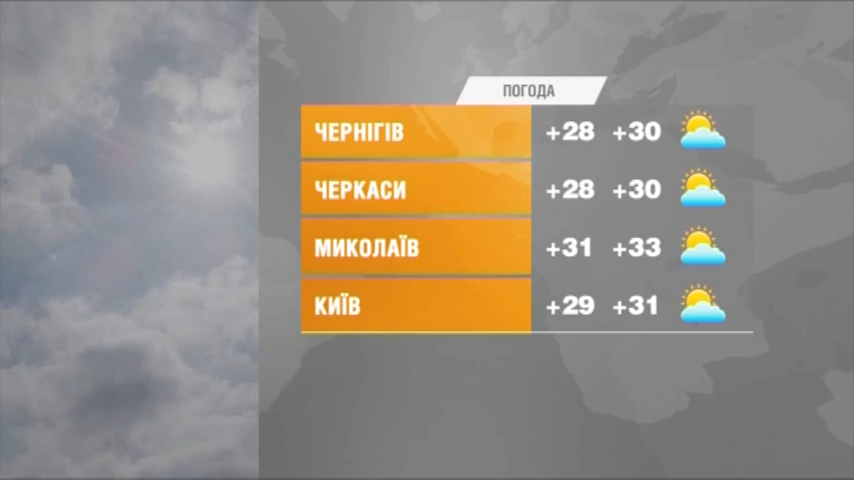 ПОГОДА
ЧЕРНІГІВ +28 +30
ЧЕРКАСИ +28 +30
МИКОЛАЇВ +31 +33
КИЇВ +29 +31